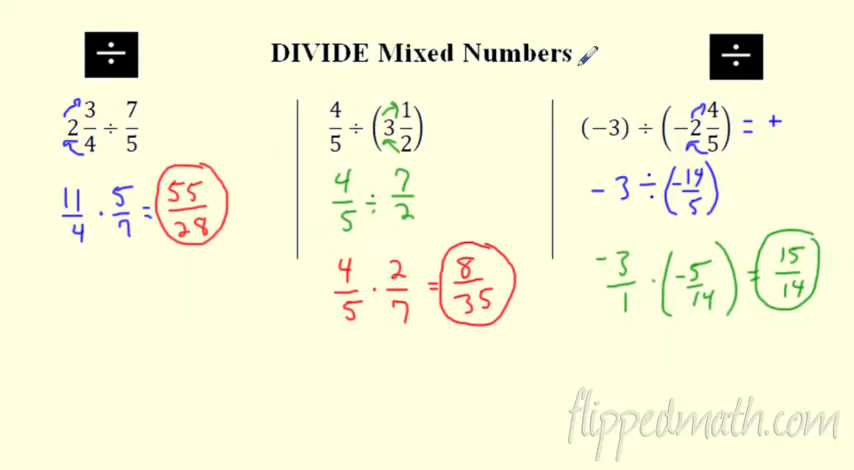 ÷ DIVIDE Mixed Numbers ÷
2 3/4 ÷ 7/5
11/4 · 5/7 = 55/28
4/5 ÷ (3 1/2)
4/5 ÷ 7/2
4/5 · 2/7 = 8/35
(−3) ÷ (−2 4/5) = +
-3 ÷ (-14/5)
-3/1 · (-5/14) = 15/14
flippedmath.com